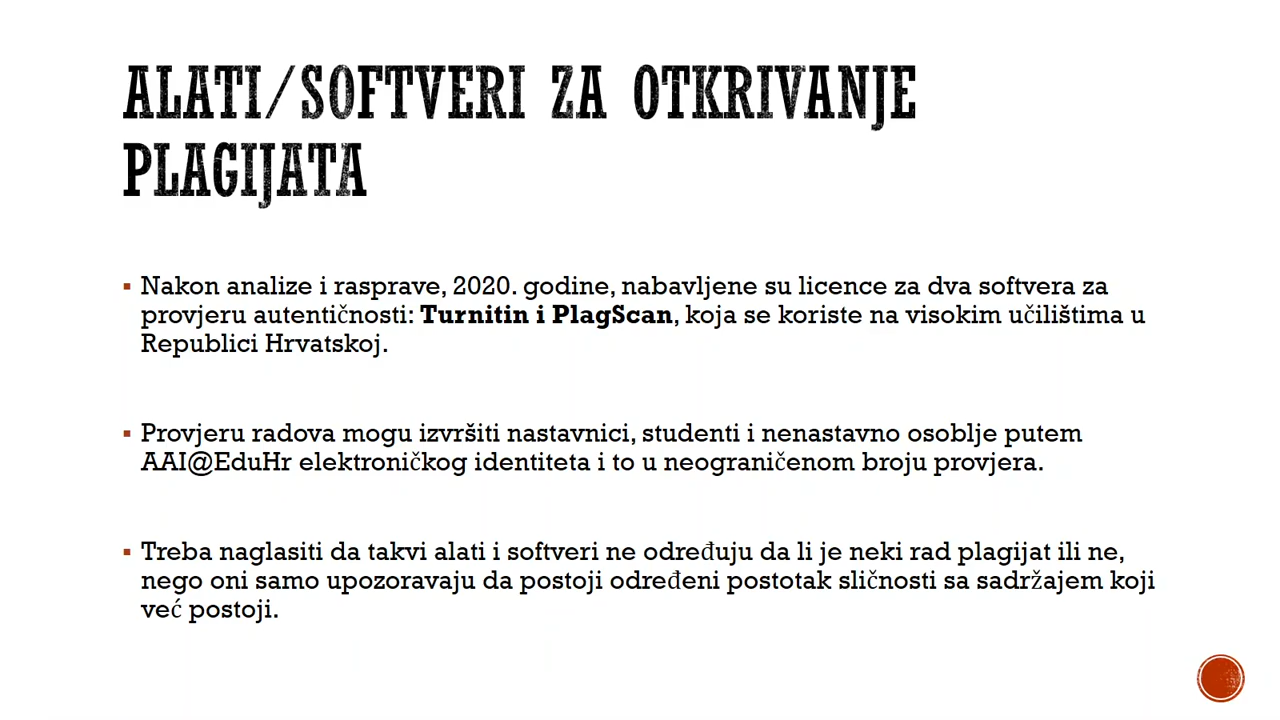 ALATI/SOFTVERI ZA OTKRIVANJE
PLAGIJATA
▪ Nakon analize i rasprave, 2020. godine, nabavljene su licence za dva softvera za
provjeru autentičnosti: Turnitin i PlagScan, koja se koriste na visokim učilištima u
Republici Hrvatskoj.
▪ Provjeru radova mogu izvršiti nastavnici, studenti i nenastavno osoblje putem
AAI@EduHr elektroničkog identiteta i to u neograničenom broju provjera.
▪ Treba naglasiti da takvi alati i softveri ne određuju da li je neki rad plagijat ili ne,
nego oni samo upozoravaju da postoji određeni postotak sličnosti sa sadržajem koji
već postoji.